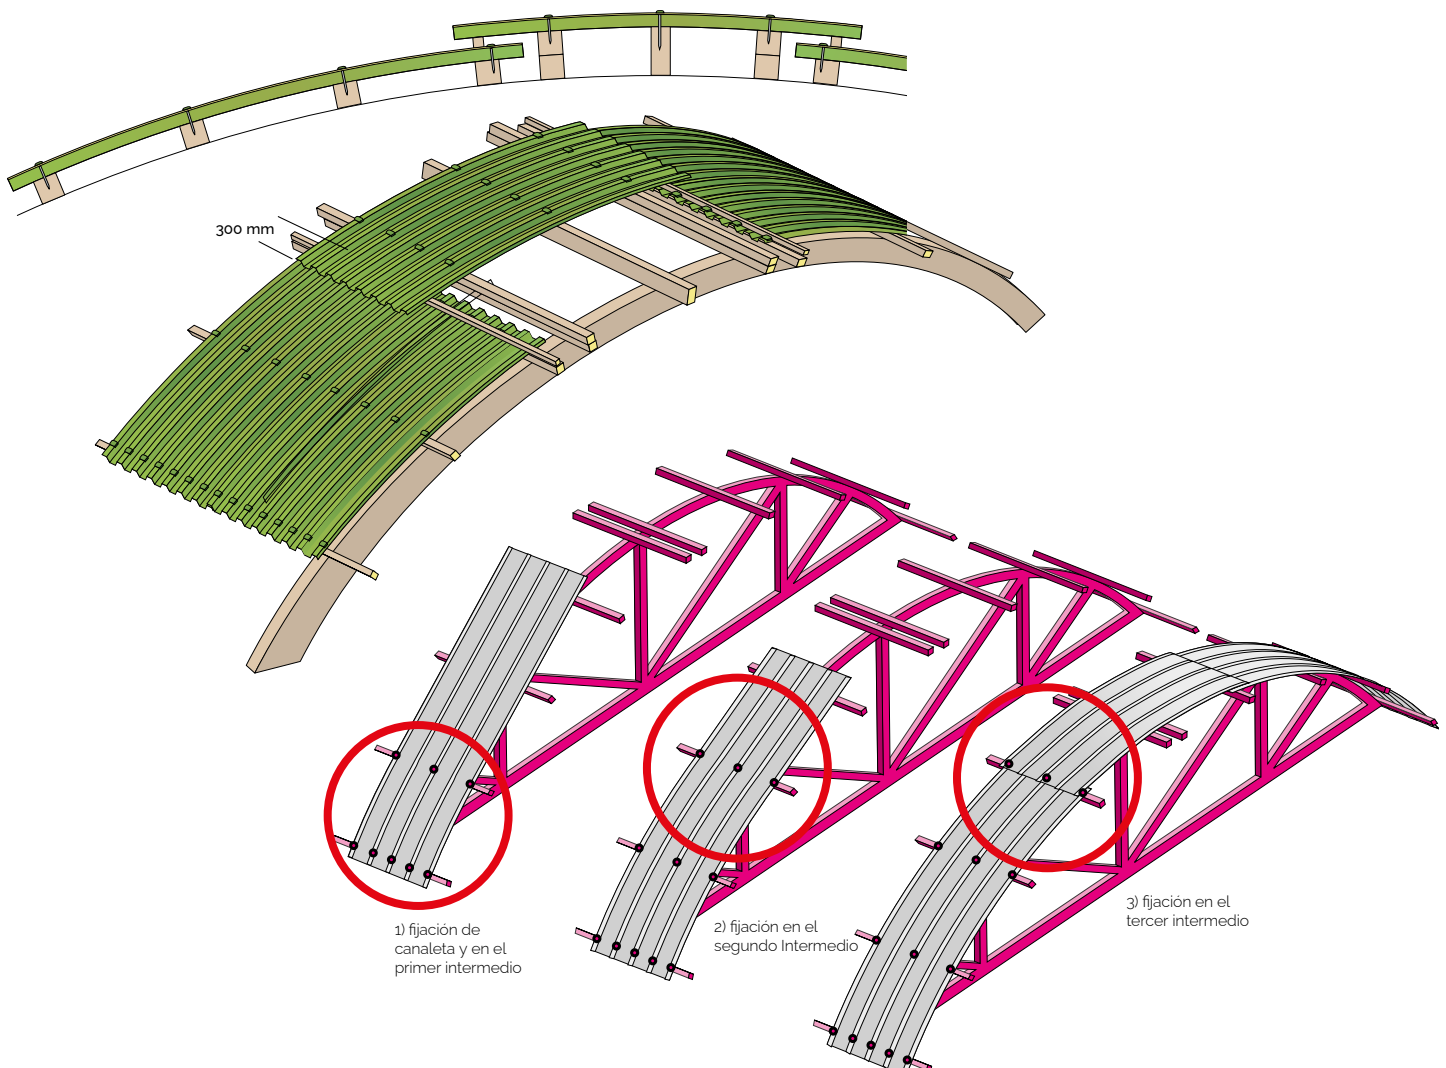 300 mm
1) fijación de
canaleta y en el
primer intermedio
2) fijación en el
segundo Intermedio
3) fijación en el
tercer intermedio